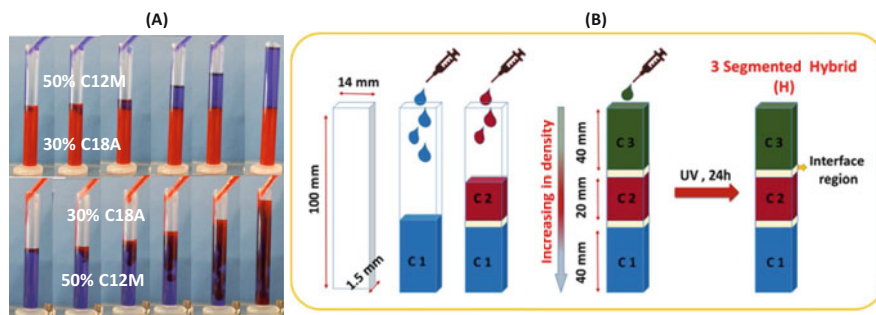 (A)
50% C12M
30% C18A
30% C18A
50% C12M
(B)
14 mm
100 mm
1.5 mm
C 1
C 2
C 1
Increasing in density
40 mm
20 mm
40 mm
C 3
C 2
C 1
UV , 24h
3 Segmented Hybrid
(H)
C 3
C 2
C 1
Interface
region